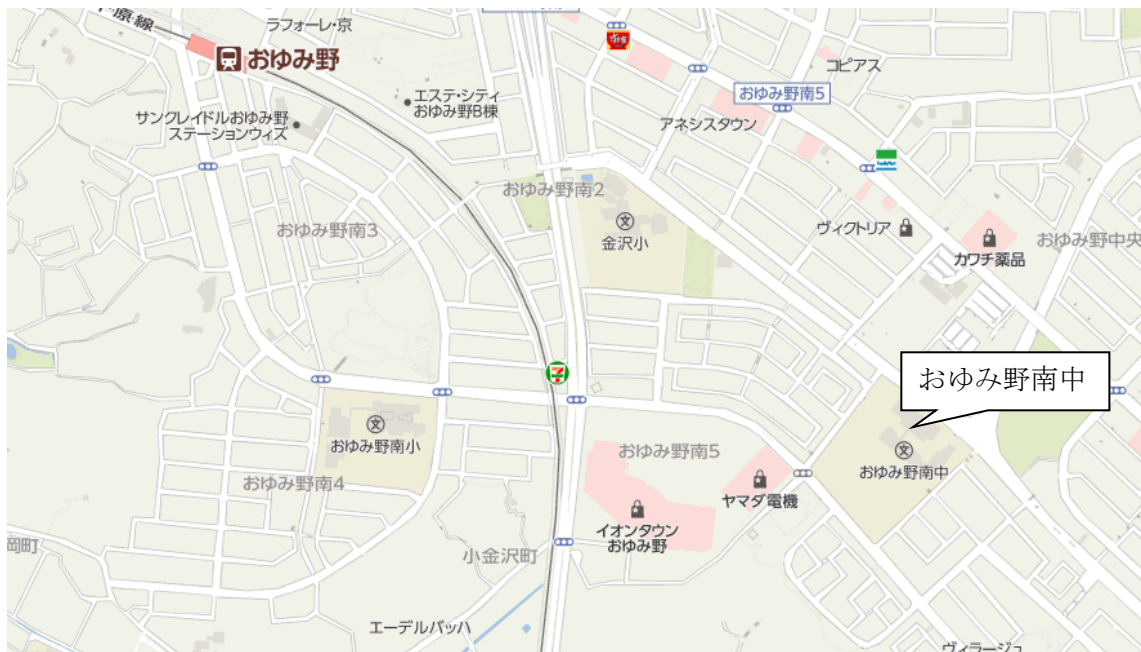 原線
ラフォーレ・京
おゆみ野
エステ・シティ
おゆみ野B棟
サングレイドルおゆみ野
ステーションウィズ
コピアス
おゆみ野南5
アネシスタウン
おゆみ野南2
おゆみ野南3
金沢小
ヴィクトリア
カワチ薬品
おゆみ野中央
7
おゆみ野南中
文
おゆみ野南小
おゆみ野南5
文
おゆみ野南中
おゆみ野南4
ヤマダ電機
イオンタウン
おゆみ野
岡町
小金沢町
エーデルバッハ
ヴィラージュ